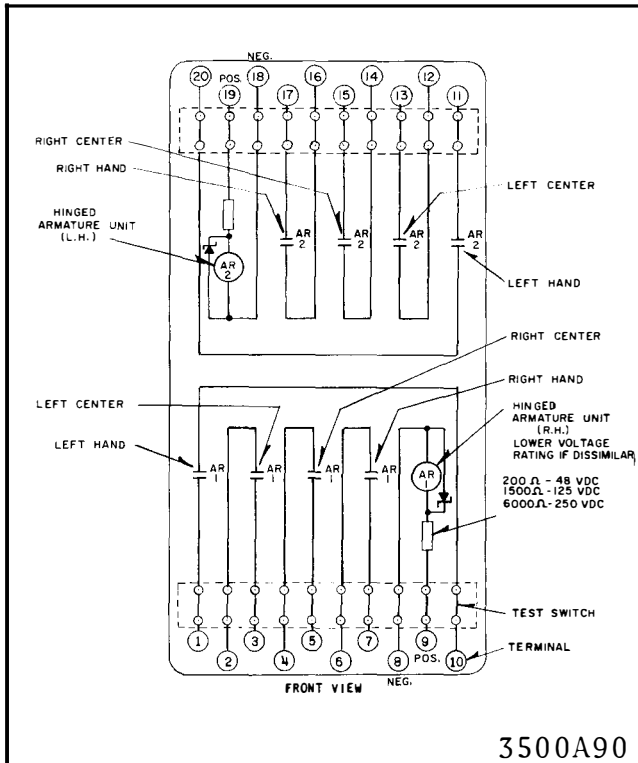 NEG.
20 POS. 18 16 14 12
19 17 15 13 11
RIGHT CENTER
RIGHT HAND
LEFT CENTER
HINGED
ARMATURE UNIT
(L.H.)
AR
2
AR
2
AR
2
AR
2
AR
2
LEFT HAND
RIGHT CENTER
RIGHT HAND
LEFT CENTER
LEFT HAND
HINGED
ARMATURE UNIT
(R.H.)
LOWER VOLTAGE
RATING IF DISSIMILAR
AR
1
AR
1
AR
1
AR
1
AR
1
200 Ω - 48 VDC
1500Ω - 125 VDC
6000Ω - 250 VDC
TEST SWITCH
1 3 5 7 9
2 4 6 8 POS. 10
TERMINAL
NEG.
FRONT VIEW
3500A90